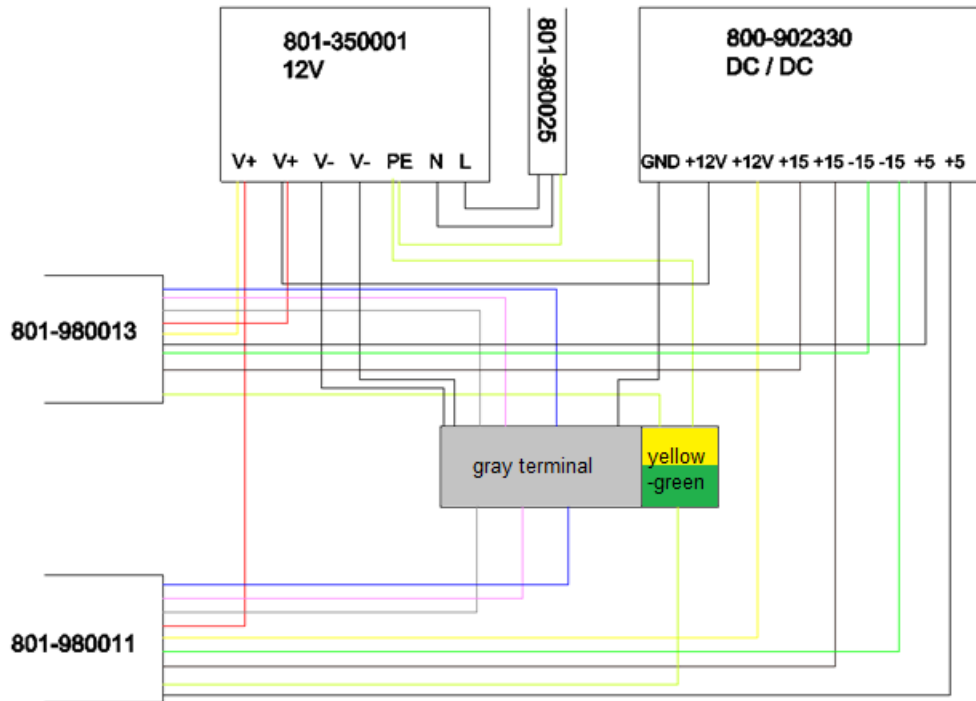 801-350001
12V
V+ V+ V- V- PE N L
801-980025
800-902330
DC / DC
GND +12V +12V +15 +15 -15 -15 +5 +5
801-980013
gray terminal
yellow
-green
801-980011